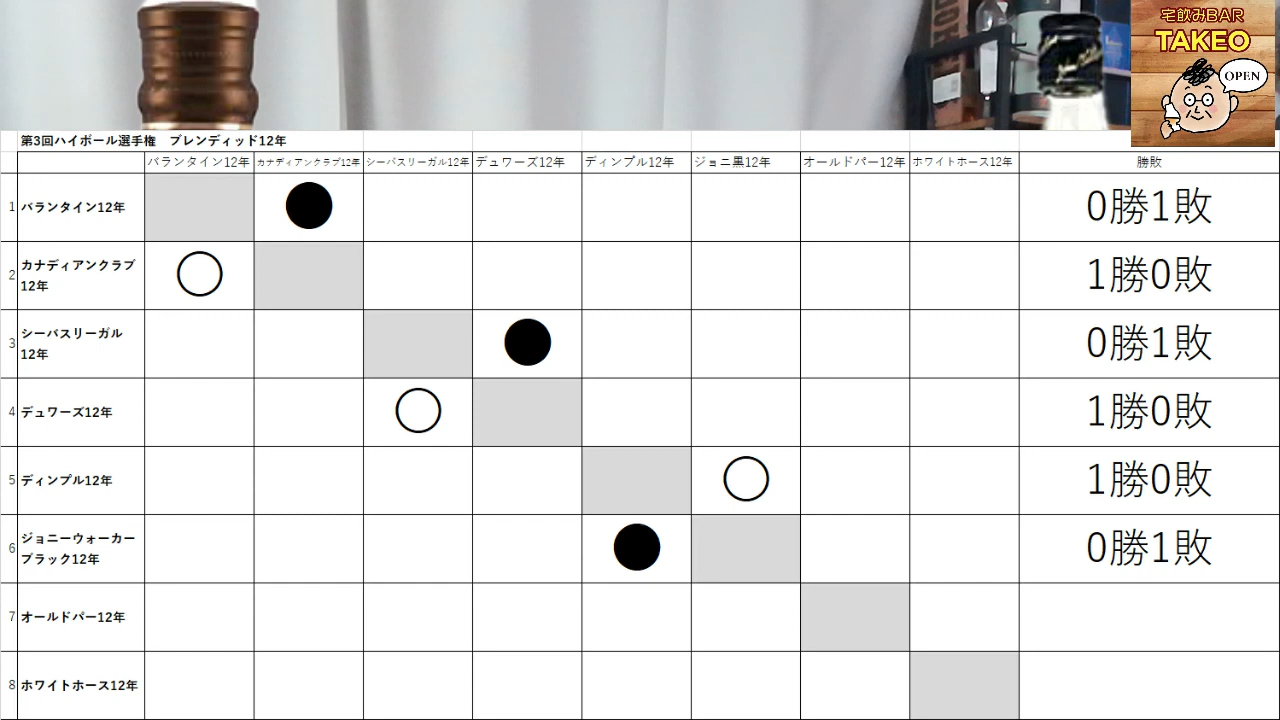 宅飲みBAR
TAKEO
OPEN
第3回ハイボール選手権　ブレンディッド12年
バランタイン12年 カナディアンクラブ12年 シーバスリーガル12年 デュワーズ12年 ディンプル12年 ジョニ黒12年 オールドパー12年 ホワイトホース12年 勝敗
1 バランタイン12年 ● 0勝1敗
2 カナディアンクラブ
12年 ○ 1勝0敗
3 シーバスリーガル
12年 ● 0勝1敗
4 デュワーズ12年 ○ 1勝0敗
5 ディンプル12年 ○ 1勝0敗
6 ジョニーウォーカー
ブラック12年 ● 0勝1敗
7 オールドパー12年
8 ホワイトホース12年